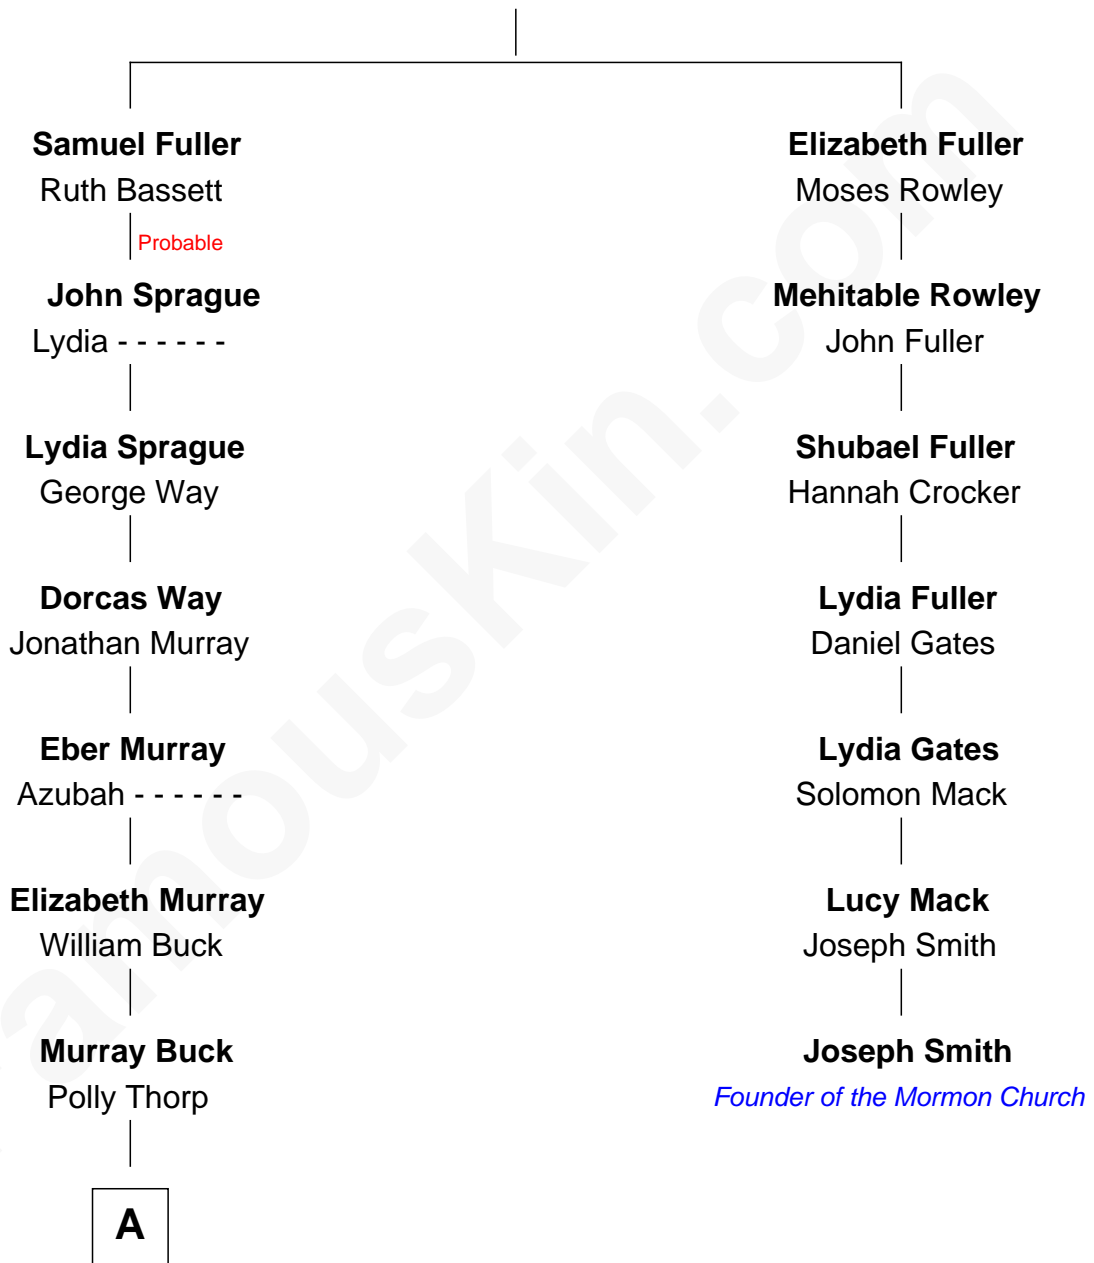 Samuel Fuller
Ruth Bassett
Probable
John Sprague
Lydia - - - - - -
Lydia Sprague
George Way
Dorcas Way
Jonathan Murray
Eber Murray
Azubah - - - - - -
Elizabeth Murray
William Buck
Murray Buck
Polly Thorp
A
Elizabeth Fuller
Moses Rowley
Mehitable Rowley
John Fuller
Shubael Fuller
Hannah Crocker
Lydia Fuller
Daniel Gates
Lydia Gates
Solomon Mack
Lucy Mack
Joseph Smith
Joseph Smith
Founder of the Mormon Church
amousKin.com